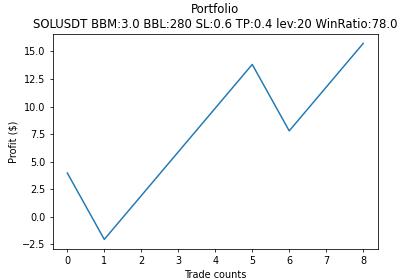 Portfolio
SOLUSDT BBM:3.0 BBL:280 SL:0.6 TP:0.4 lev:20 WinRatio:78.0
15.0
12.5
10.0
7.5
5.0
2.5
0.0
−2.5
Profit ($)
0 1 2 3 4 5 6 7 8
Trade counts